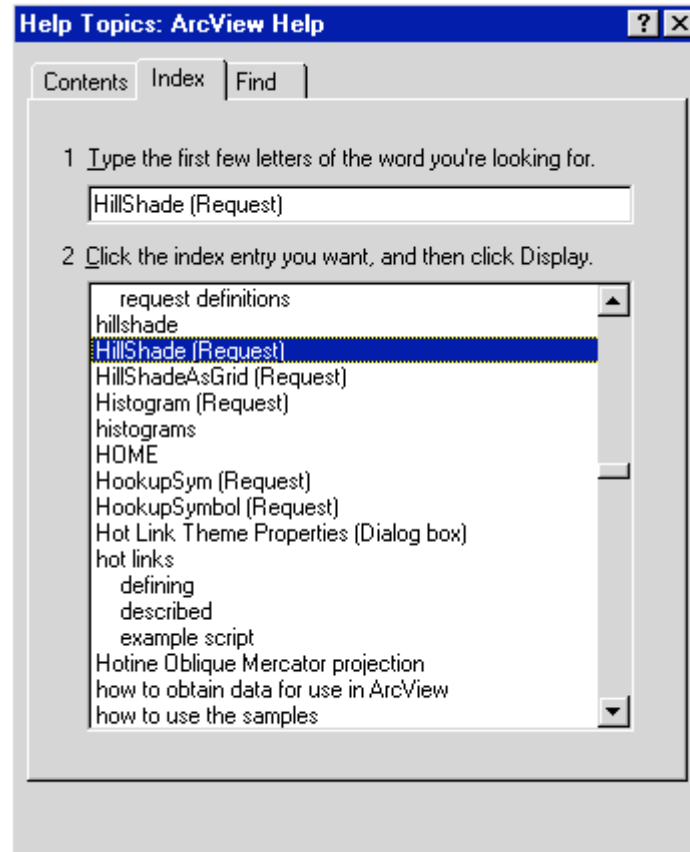 Help Topics: ArcView Help
Contents Index Find
1 Type the first few letters of the word you're looking for.
HillShade (Request)
2 Click the index entry you want, and then click Display.
request definitions
hillshade
HillShade (Request)
HillShadeAsGrid (Request)
Histogram (Request)
histograms
HOME
HookupSym (Request)
HookupSymbol (Request)
Hot Link Theme Properties (Dialog box)
hot links
defining
described
example script
Hotine Oblique Mercator projection
how to obtain data for use in ArcView
how to use the samples